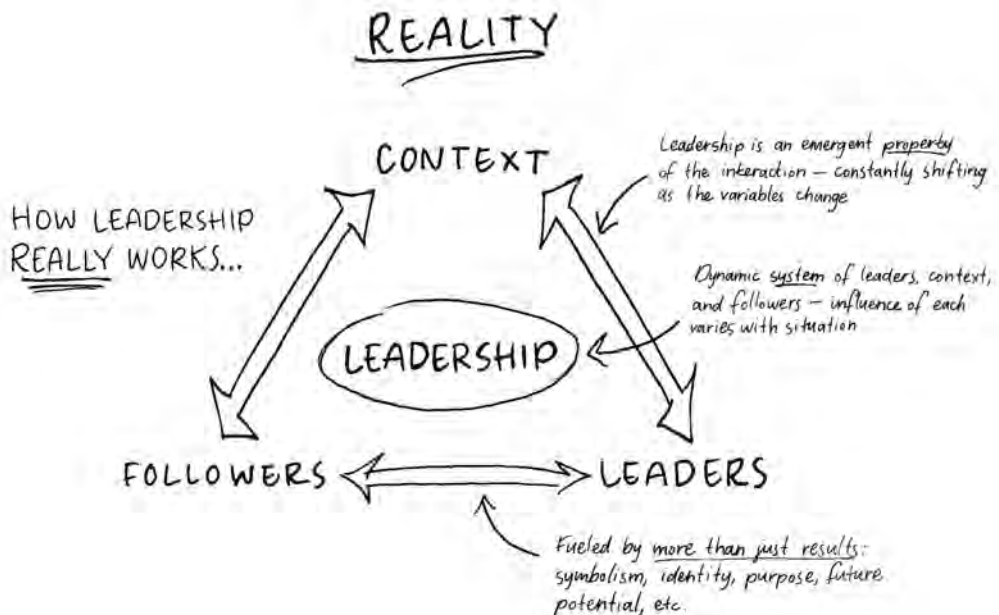 REALITY
CONTEXT
Leadership is an emergent property
of the interaction – constantly shifting
as the variables change
HOW LEADERSHIP
REALLY WORKS...
Dynamic system of leaders, context,
and followers – influence of each
varies with situation
LEADERSHIP
FOLLOWERS
LEADERS
Fueled by more than just results:
symbolism, identity, purpose, future
potential, etc.